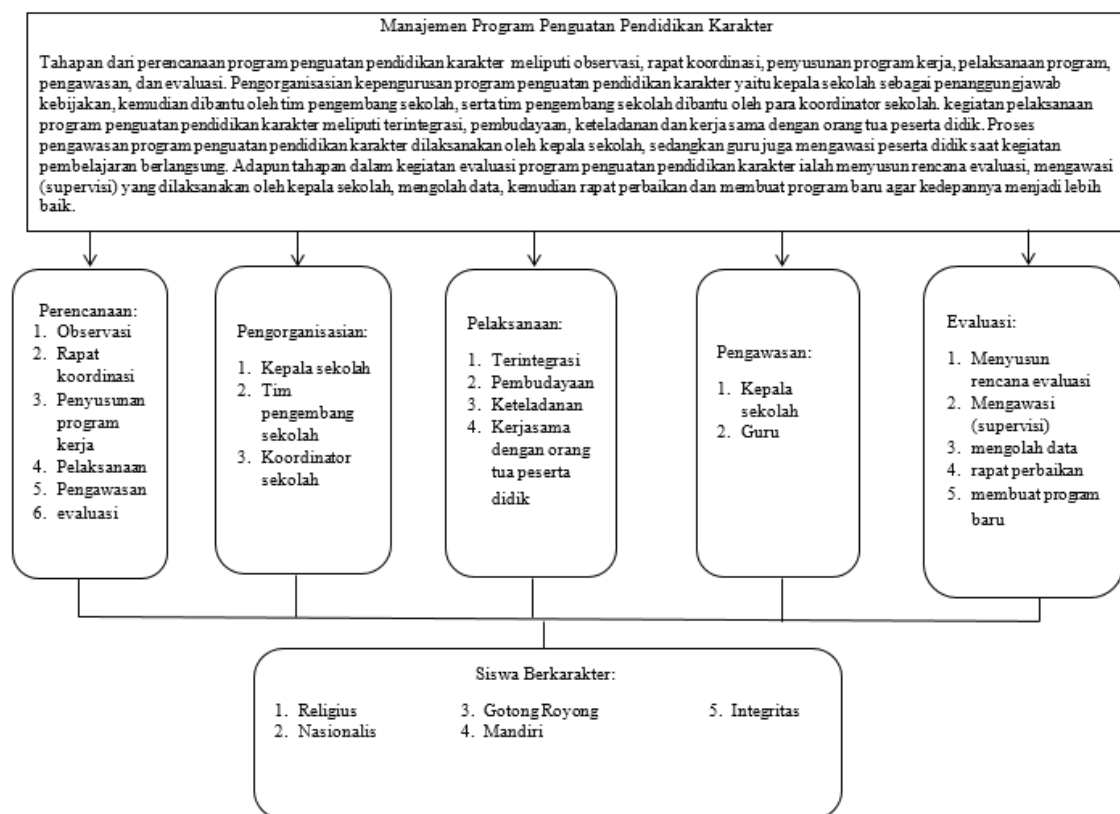 Manajemen Program Penguatan Pendidikan Karakter
Tahapan dari perencanaan program penguatan pendidikan karakter meliputi observasi, rapat koordinasi, penyusunan program kerja, pelaksanaan program,
pengawasan, dan evaluasi. Pengorganisasian kepengurusan program penguatan pendidikan karakter yaitu kepala sekolah sebagai penanggung jawab
kebijakan, kemudian dibantu oleh tim pengembang sekolah, serta tim pengembang sekolah dibantu oleh para koordinator sekolah. kegiatan pelaksanaan
program penguatan pendidikan karakter meliputi terintegrasi, pembudayaan, keteladanan dan kerja sama dengan orang tua peserta didik. Proses
pengawasan program penguatan pendidikan karakter dilaksanakan oleh kepala sekolah, sedangkan guru juga mengawasi peserta didik saat kegiatan
pembelajaran berlangsung. Adapun tahapan dalam kegiatan evaluasi program penguatan pendidikan karakter ialah menyusun rencana evaluasi, mengawasi
(supervisi) yang dilaksanakan oleh kepala sekolah, mengolah data, kemudian rapat perbaikan dan membuat program baru agar kedepannya menjadi lebih
baik.
Perencanaan:
1. Observasi
2. Rapat
koordinasi
3. Penyusunan
program
kerja
4. Pelaksanaan
5. Pengawasan
6. evaluasi
Pengorganisasian:
1. Kepala sekolah
2. Tim
pengembang
sekolah
3. Koordinator
sekolah
Pelaksanaan:
1. Terintegrasi
2. Pembudayaan
3. Keteladanan
4. Kerjasama
dengan orang
tua peserta
didik
Pengawasan:
1. Kepala
sekolah
2. Guru
Evaluasi:
1. Menyusun
rencana evaluasi
2. Mengawasi
(supervisi)
3. mengolah data
4. rapat perbaikan
5. membuat program
baru
Siswa Berkarakter:
1. Religius
2. Nasionalis
3. Gotong Royong
4. Mandiri
5. Integritas